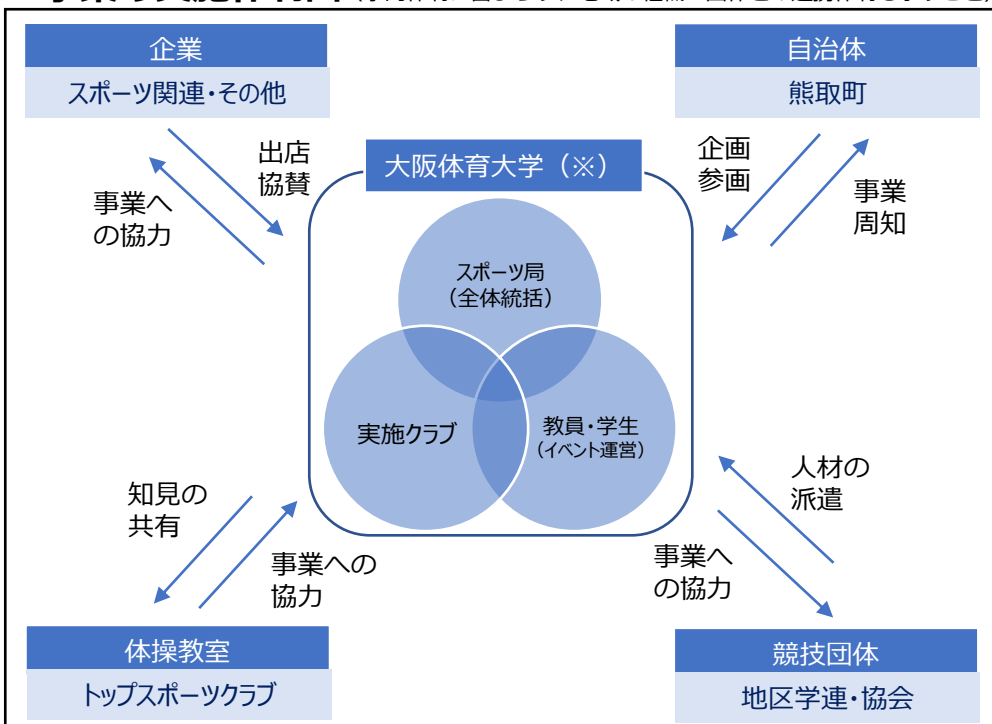 企業
スポーツ関連・その他
自治体
熊取町
出店
協賛
事業へ
の協力
大阪体育大学（※）
企画
参画
事業
周知
スポーツ局
（全体統括）
実施クラブ
教員・学生
（イベント運営）
知見の
共有
事業への
協力
人材の
派遣
事業へ
の協力
体操教室
トップスポーツクラブ
競技団体
地区学連・協会